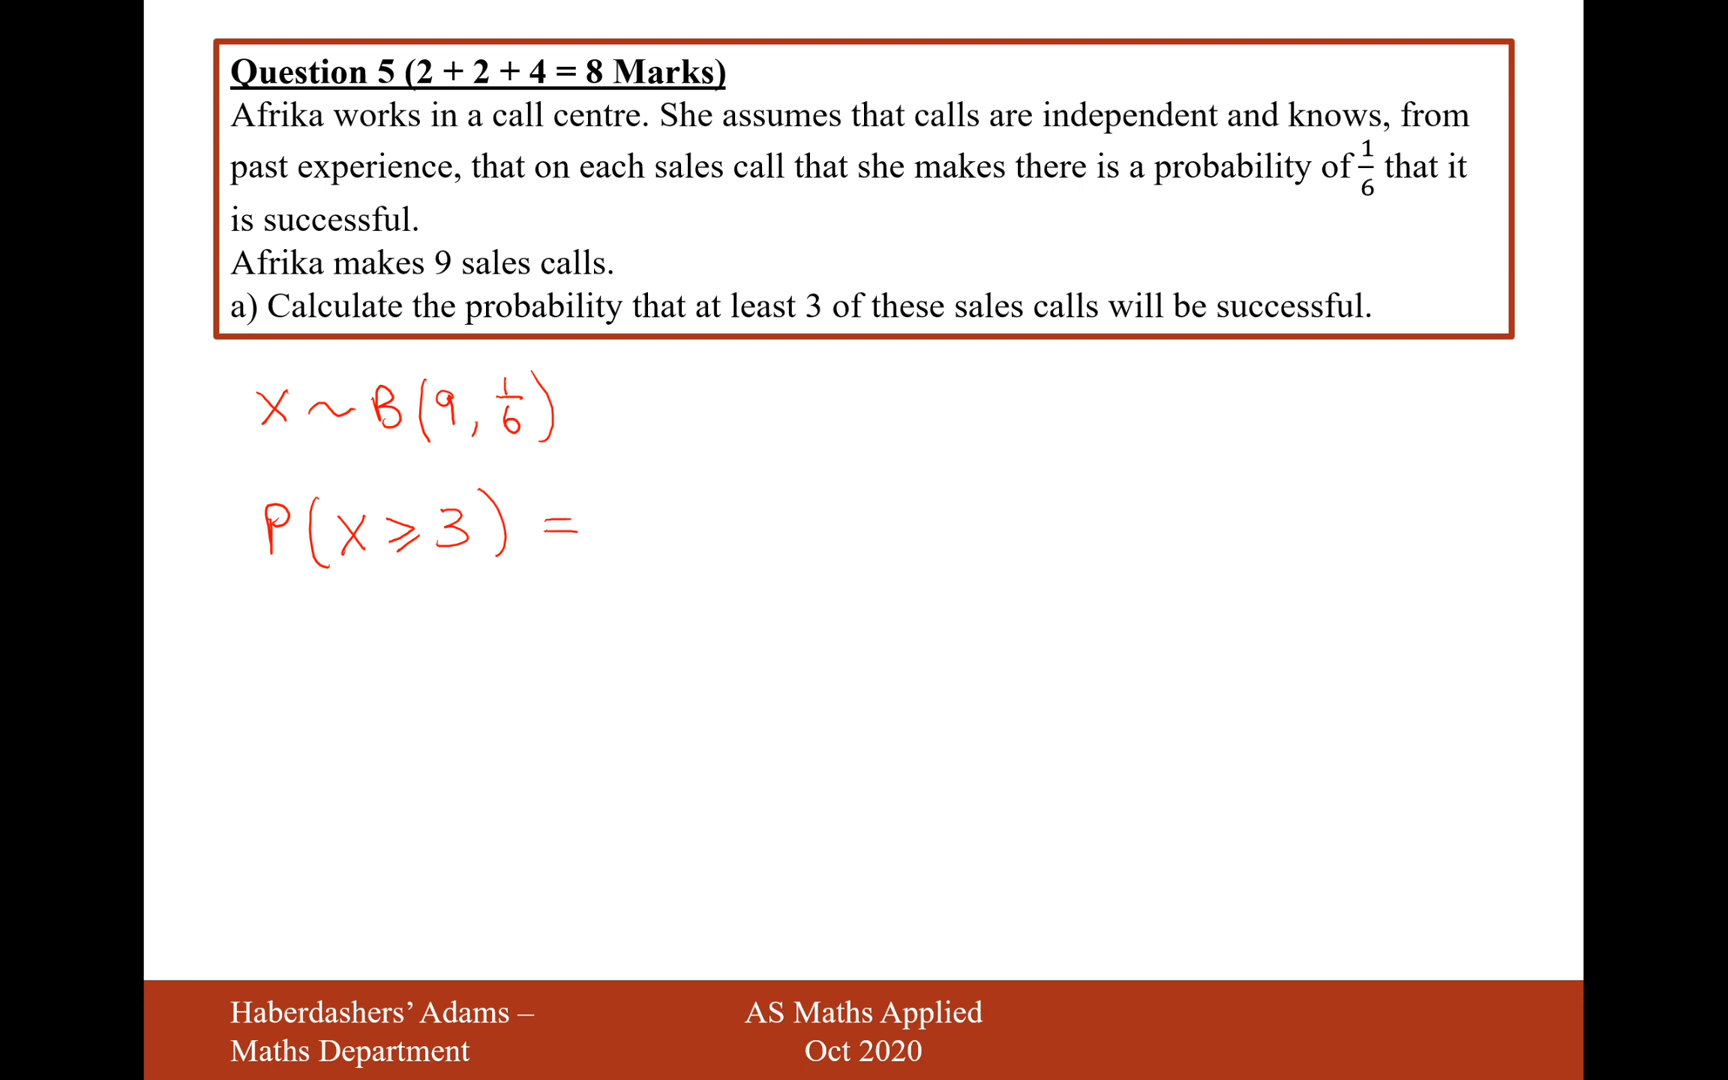 Question 5 (2 + 2 + 4 = 8 Marks)
Afrika works in a call centre. She assumes that calls are independent and knows, from
past experience, that on each sales call that she makes there is a probability of 1/6 that it
is successful.
Afrika makes 9 sales calls.
a) Calculate the probability that at least 3 of these sales calls will be successful.
X ~ B(9, 1/6)
P(X ⩾ 3) =
Haberdashers’ Adams –
Maths Department
AS Maths Applied
Oct 2020